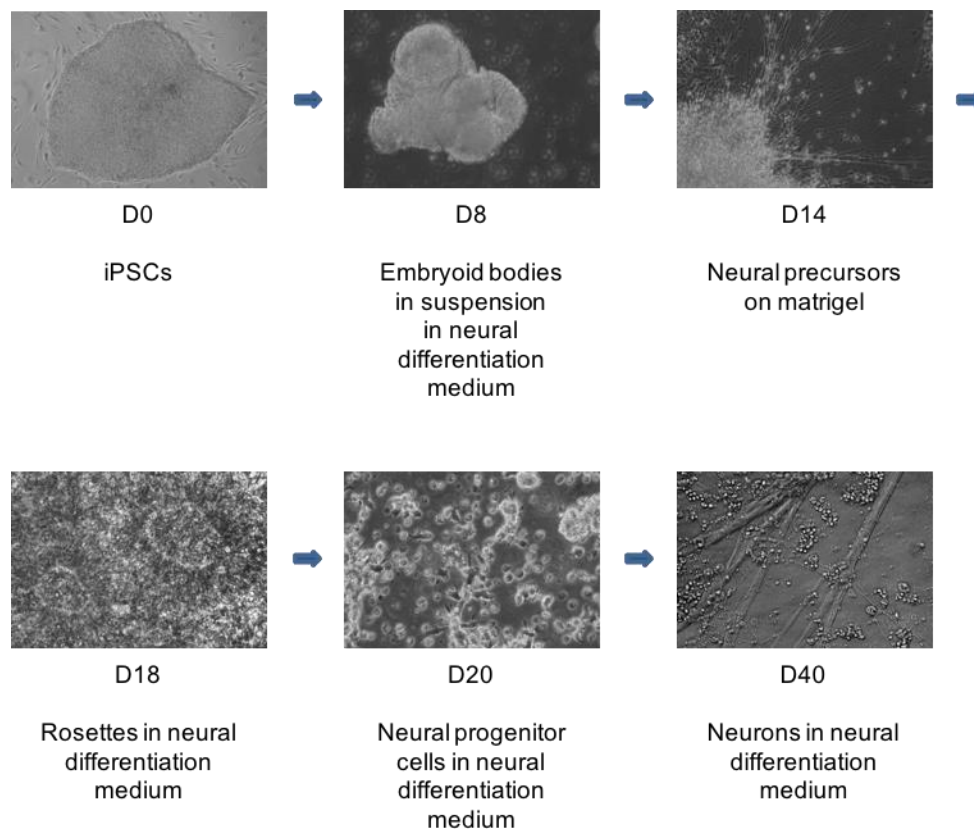 D0
iPSCs
D8
Embryoid bodies
in suspension
in neural
differentiation
medium
D14
Neural precursors
on matrigel
D18
Rosettes in neural
differentiation
medium
D20
Neural progenitor
cells in neural
differentiation
medium
D40
Neurons in neural
differentiation
medium